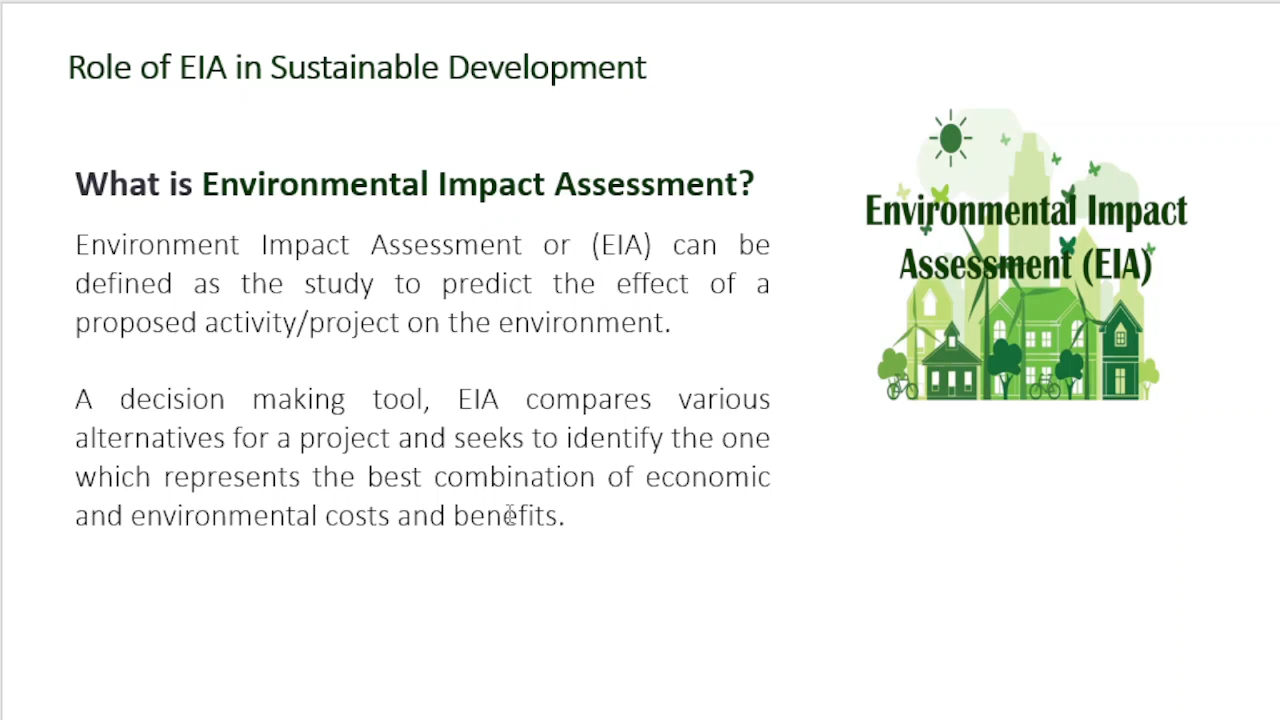 Role of EIA in Sustainable Development
What is Environmental Impact Assessment?
Environment Impact Assessment or (EIA) can be
defined as the study to predict the effect of a
proposed activity/project on the environment.
A decision making tool, EIA compares various
alternatives for a project and seeks to identify the one
which represents the best combination of economic
and environmental costs and benefits.
Environmental Impact
Assessment (EIA)